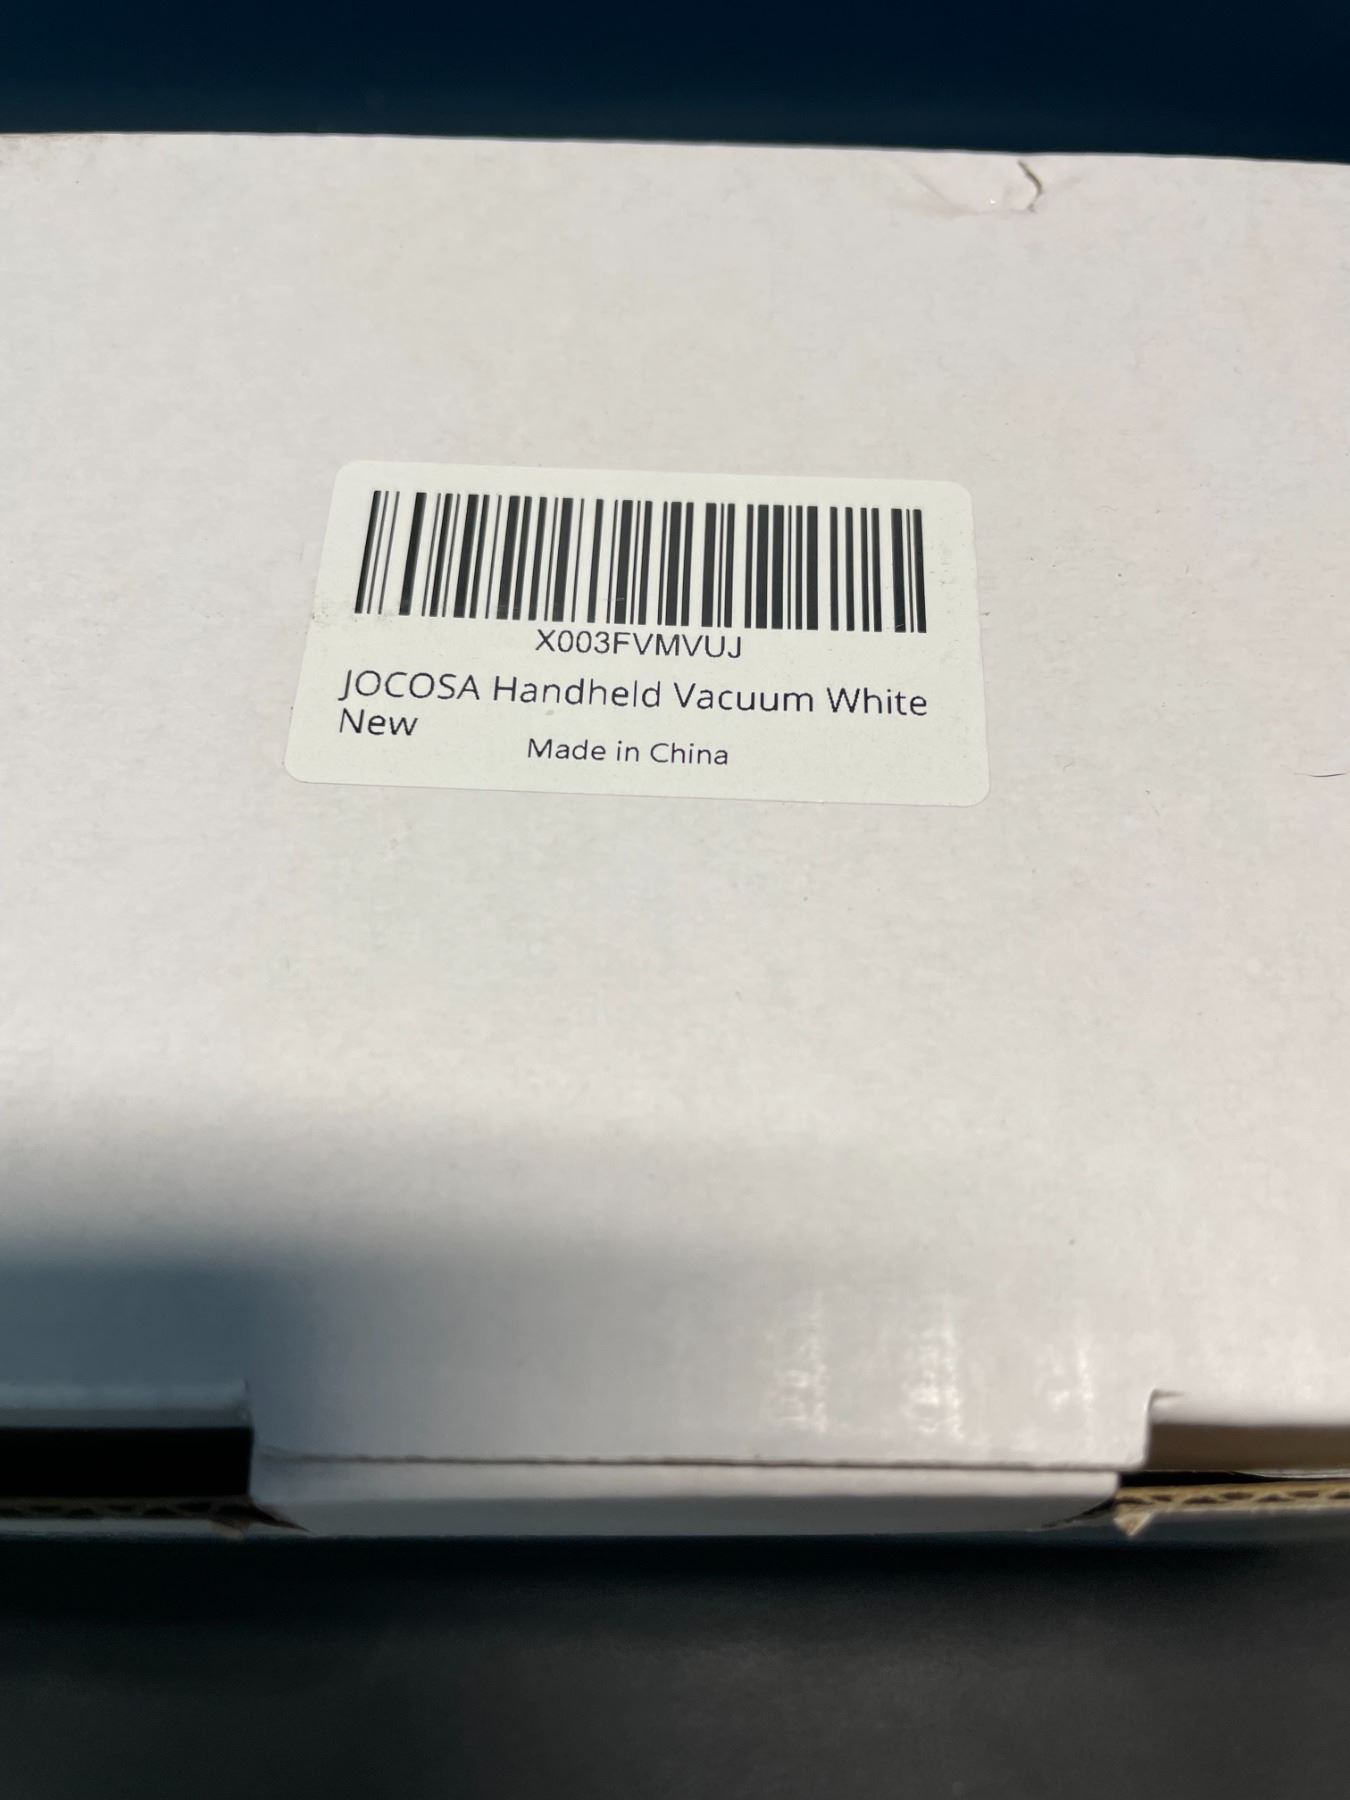 X003FVMVUJ
JOCOSA Handheld Vacuum White
New
Made in China